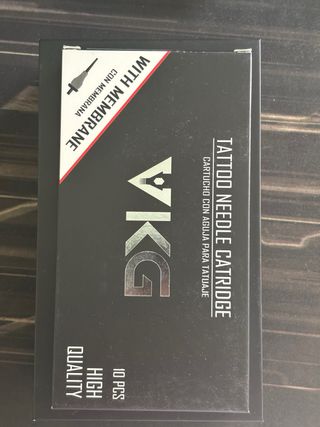 WITH MEMBRANE
CON MEMBRANA
TATTOO NEEDLE CATRIDGE
CARTUCHO CON AGUJA PARA TATUAJE
VKG
10 PCS
HIGH
QUALITY